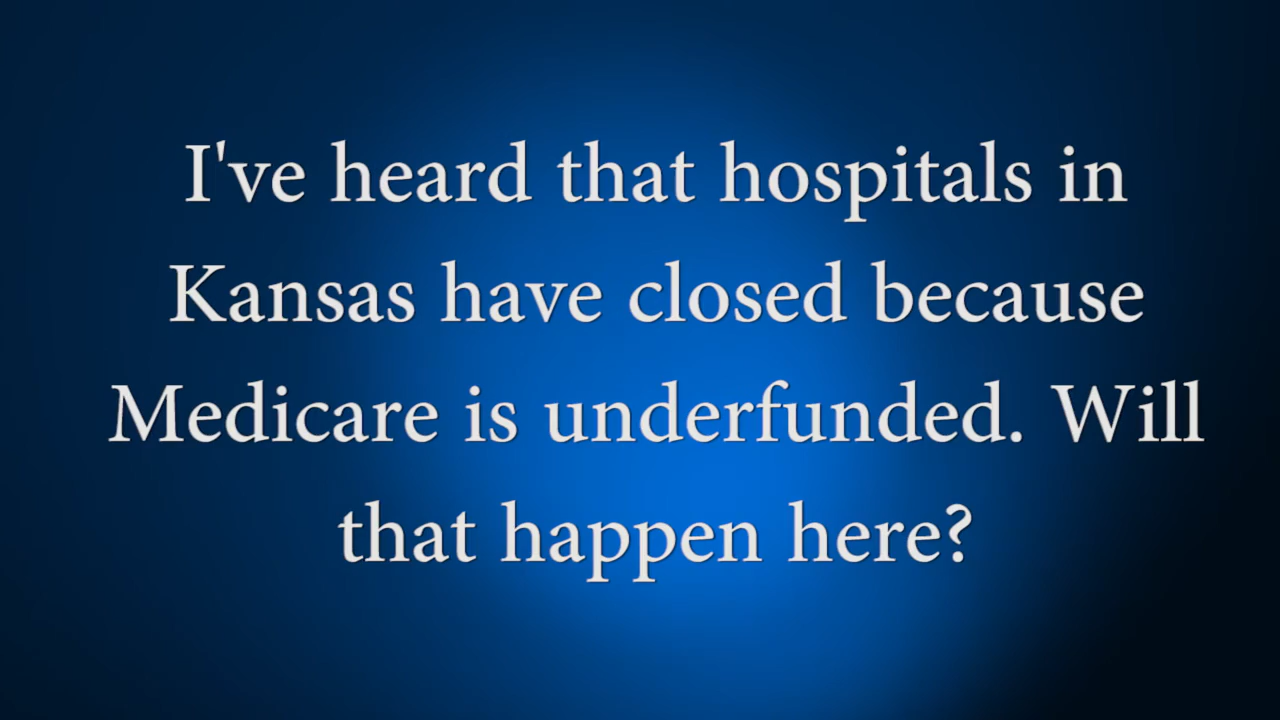 I've heard that hospitals in
Kansas have closed because
Medicare is underfunded. Will
that happen here?